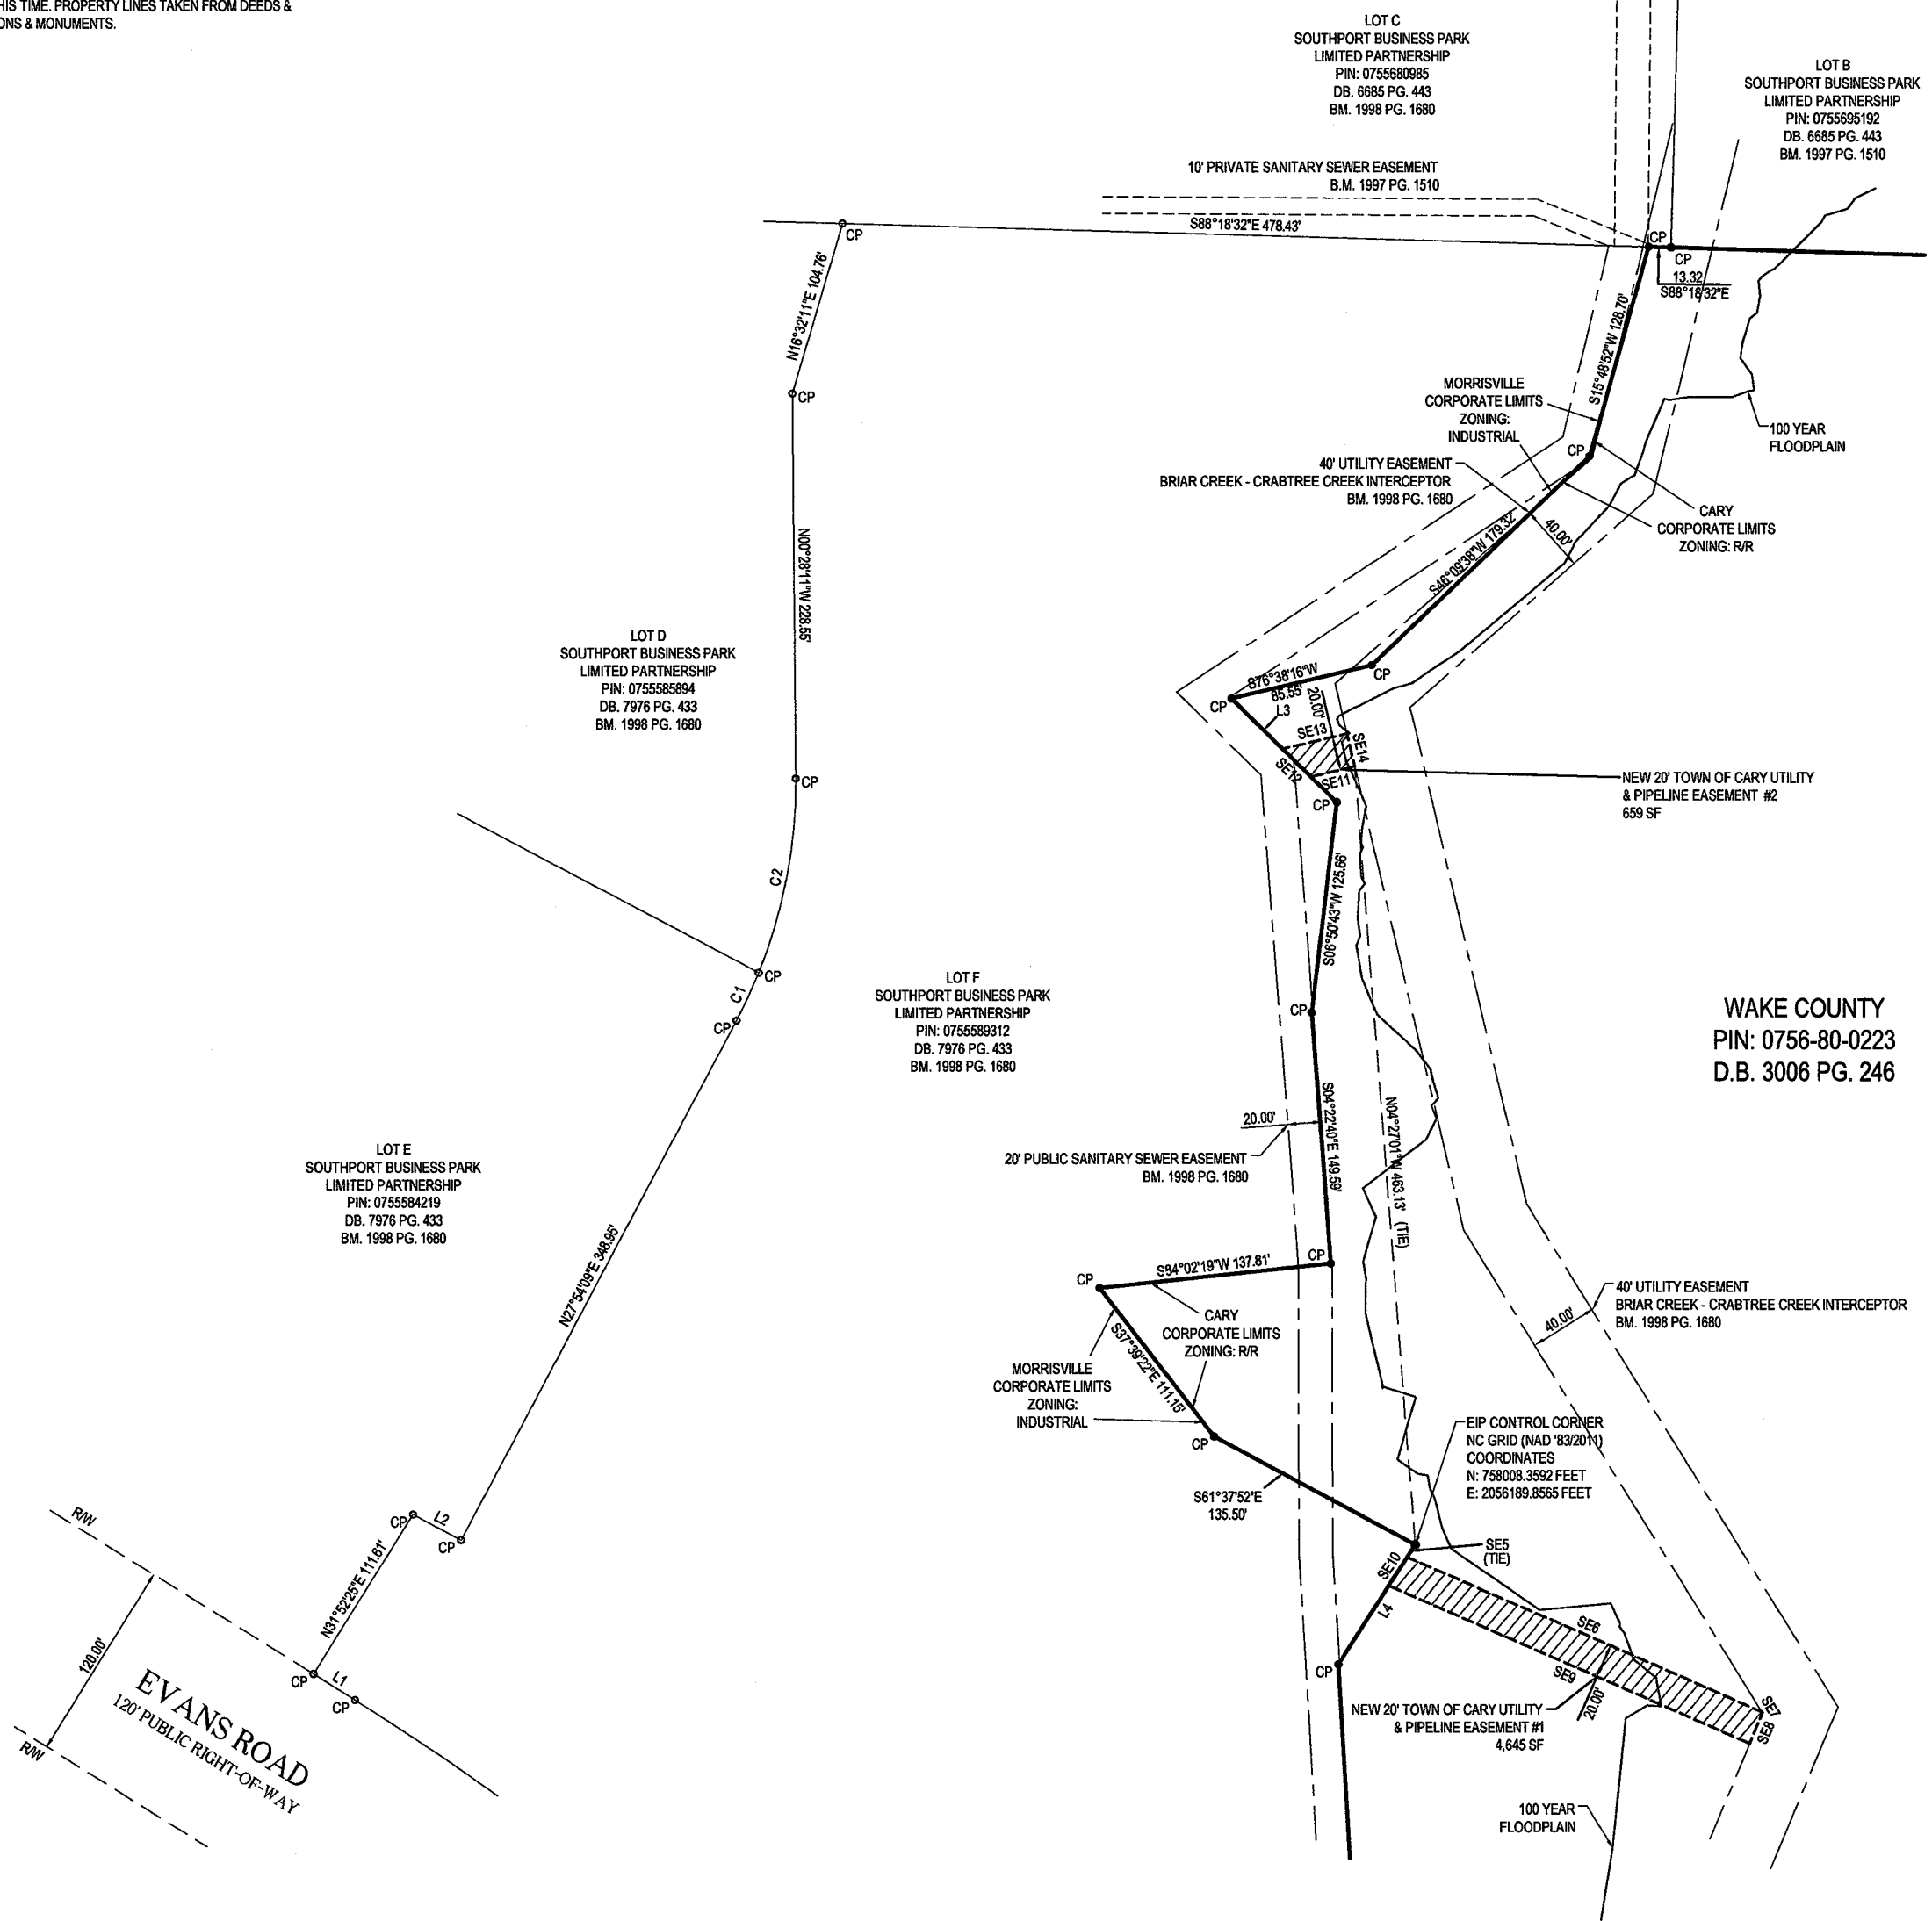 HIS TIME. PROPERTY LINES TAKEN FROM DEEDS &
ONS & MONUMENTS.
LOT C
SOUTHPORT BUSINESS PARK
LIMITED PARTNERSHIP
PIN: 0755680985
DB. 6685 PG. 443
BM. 1998 PG. 1680
LOT B
SOUTHPORT BUSINESS PARK
LIMITED PARTNERSHIP
PIN: 0755695192
DB. 6685 PG. 443
BM. 1997 PG. 1510
10' PRIVATE SANITARY SEWER EASEMENT
B.M. 1997 PG. 1510
S88°18'32"E 478.43'
CP
CP
CP
13.32
S88°18'32"E
N16°32'11"E 104.76'
CP
S15°48'52"W 128.70'
MORRISVILLE
CORPORATE LIMITS
ZONING:
INDUSTRIAL
100 YEAR
FLOODPLAIN
CP
40' UTILITY EASEMENT
BRIAR CREEK - CRABTREE CREEK INTERCEPTOR
BM. 1998 PG. 1680
CARY
CORPORATE LIMITS
ZONING: R/R
40.00'
S46°09'38"W 179.32'
N00°28'11"W 228.55'
LOT D
SOUTHPORT BUSINESS PARK
LIMITED PARTNERSHIP
PIN: 0755585894
DB. 7976 PG. 433
BM. 1998 PG. 1680
S76°38'16"W
85.55'
CP
CP
20.00'
L3
SE13
SE14
SE12
SE11
CP
CP
NEW 20' TOWN OF CARY UTILITY
& PIPELINE EASEMENT #2
659 SF
C2
S06°50'43"W 125.66'
CP
C1
CP
LOT F
SOUTHPORT BUSINESS PARK
LIMITED PARTNERSHIP
PIN: 0755589312
DB. 7976 PG. 433
BM. 1998 PG. 1680
CP
WAKE COUNTY
PIN: 0756-80-0223
D.B. 3006 PG. 246
S04°22'40"E 149.59'
N04°27'01"W 463.13' (TIE)
20.00'
20' PUBLIC SANITARY SEWER EASEMENT
BM. 1998 PG. 1680
LOT E
SOUTHPORT BUSINESS PARK
LIMITED PARTNERSHIP
PIN: 0755584219
DB. 7976 PG. 433
BM. 1998 PG. 1680
N27°54'09"E 348.95'
CP
S84°02'19"W 137.81'
CP
CARY
CORPORATE LIMITS
ZONING: R/R
40' UTILITY EASEMENT
BRIAR CREEK - CRABTREE CREEK INTERCEPTOR
BM. 1998 PG. 1680
40.00'
S37°39'22"E 111.15'
MORRISVILLE
CORPORATE LIMITS
ZONING:
INDUSTRIAL
CP
EIP CONTROL CORNER
NC GRID (NAD '83/2011)
COORDINATES
N: 758008.3592 FEET
E: 2056189.8565 FEET
S61°37'52"E
135.50'
SE5
(TIE)
SE10
L4
SE6
SE9
SE7
SE8
20.00'
CP
NEW 20' TOWN OF CARY UTILITY
& PIPELINE EASEMENT #1
4,645 SF
100 YEAR
FLOODPLAIN
R/W
CP
L2
CP
N31°52'25"E 111.61'
120.00'
CP
L1
CP
EVANS ROAD
120' PUBLIC RIGHT-OF-WAY
R/W